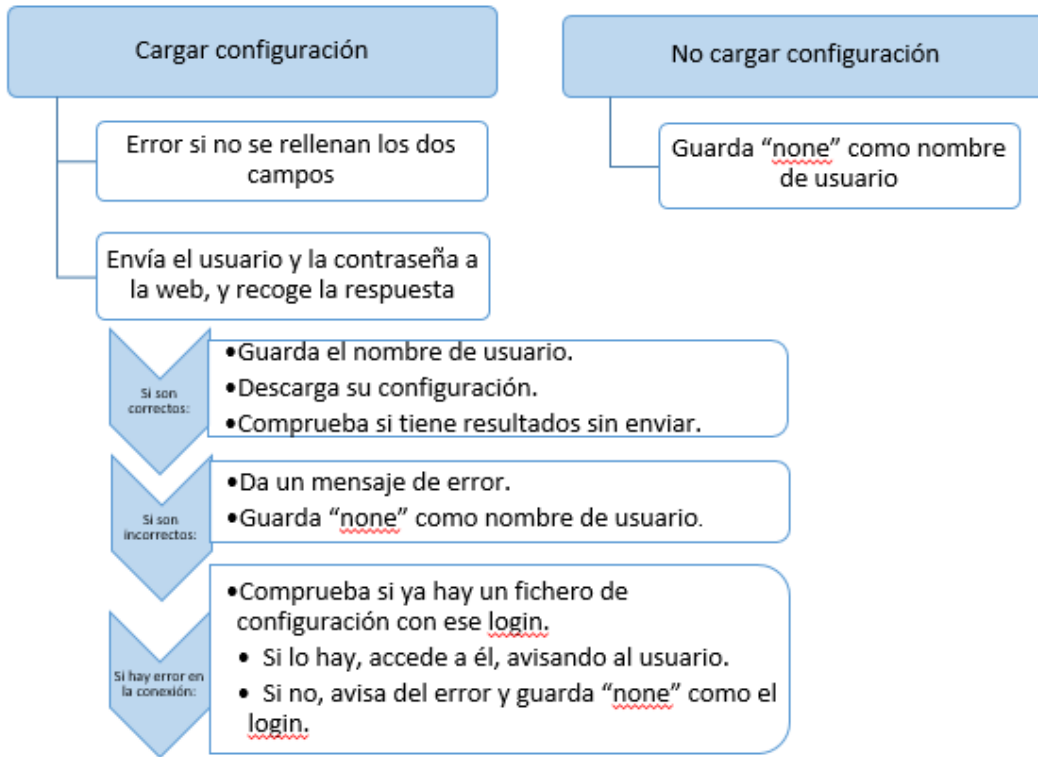 Cargar configuración
No cargar configuración
Error si no se rellenan los dos
campos
Guarda “none” como nombre
de usuario
Envía el usuario y la contraseña a
la web, y recoge la respuesta
Si son
correctos:
•Guarda el nombre de usuario.
•Descarga su configuración.
•Comprueba si tiene resultados sin enviar.
Si son
incorrectos:
•Da un mensaje de error.
•Guarda “none” como nombre de usuario.
Si hay error en
la conexión:
•Comprueba si ya hay un fichero de
configuración con ese login.
• Si lo hay, accede a él, avisando al usuario.
• Si no, avisa del error y guarda “none” como el
login.